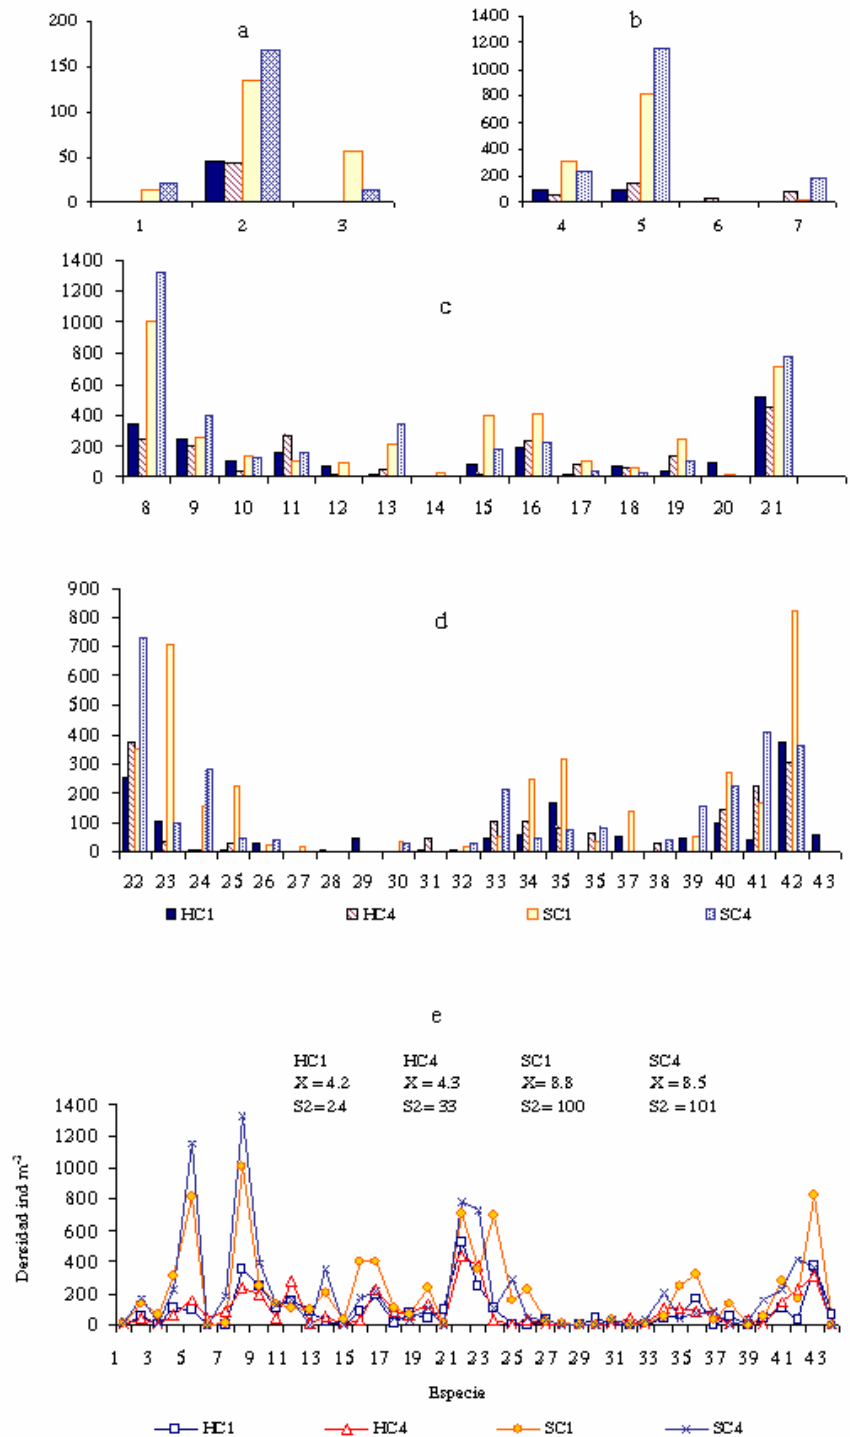 a
200
150
100
50
0
1 2 3
b
1400
1200
1000
800
600
400
200
0
4 5 6 7
c
1400
1200
1000
800
600
400
200
0
8 9 10 11 12 13 14 15 16 17 18 19 20 21
d
900
800
700
600
500
400
300
200
100
0
22 23 24 25 26 27 28 29 30 31 32 33 34 35 35 37 38 39 40 41 42 43
HC1 HC4 SC1 SC4
e
HC1 HC4 SC1 SC4
X = 4.2 X = 4.3 X= 8.8 X = 8.5
S2= 24 S2= 33 S2= 100 S2 = 101
Densidad ind m-2
1400
1200
1000
800
600
400
200
0
1 3 5 7 9 11 13 15 17 19 21 23 25 27 29 31 33 35 37 39 41 43
Especie
HC1 HC4 SC1 SC4